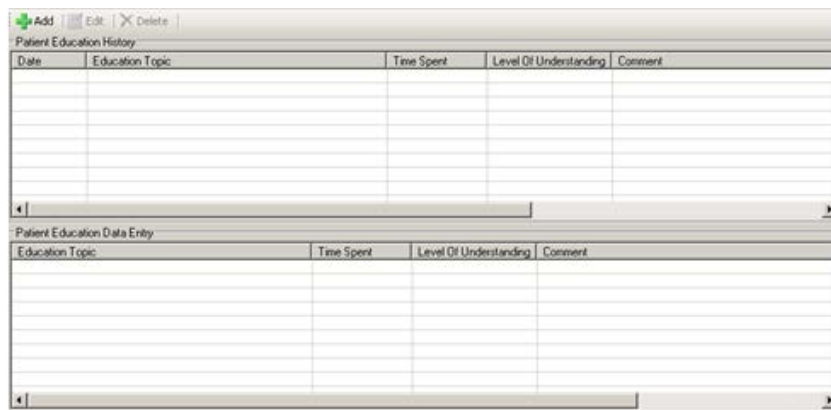 Add Edit Delete
Patient Education History
Date Education Topic Time Spent Level Of Understanding Comment
Patient Education Data Entry
Education Topic Time Spent Level Of Understanding Comment